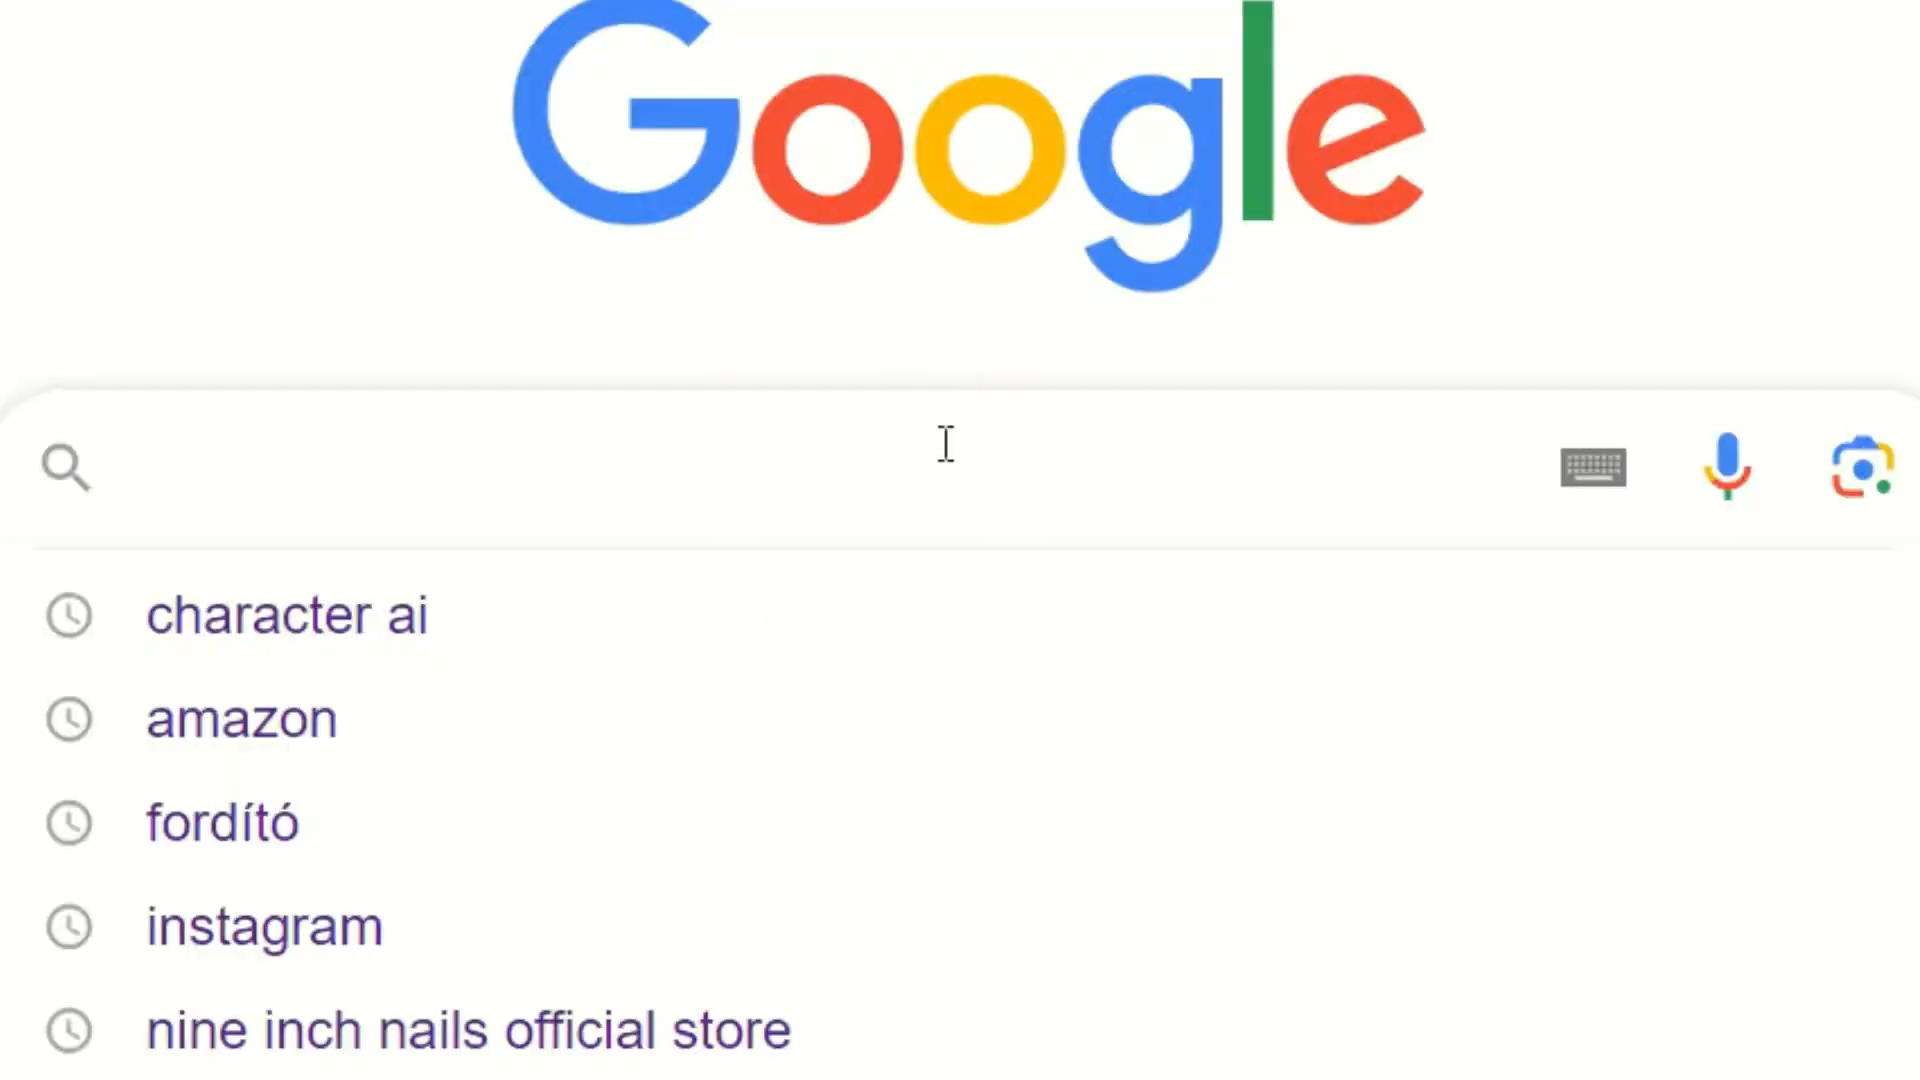 Google
character ai
amazon
fordító
instagram
nine inch nails official store